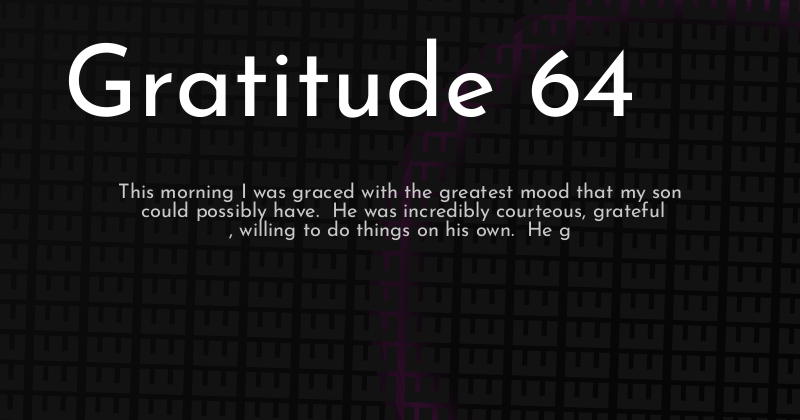 Gratitude 64
This morning I was graced with the greatest mood that my son
could possibly have.  He was incredibly courteous, grateful
, willing to do things on his own.  He g